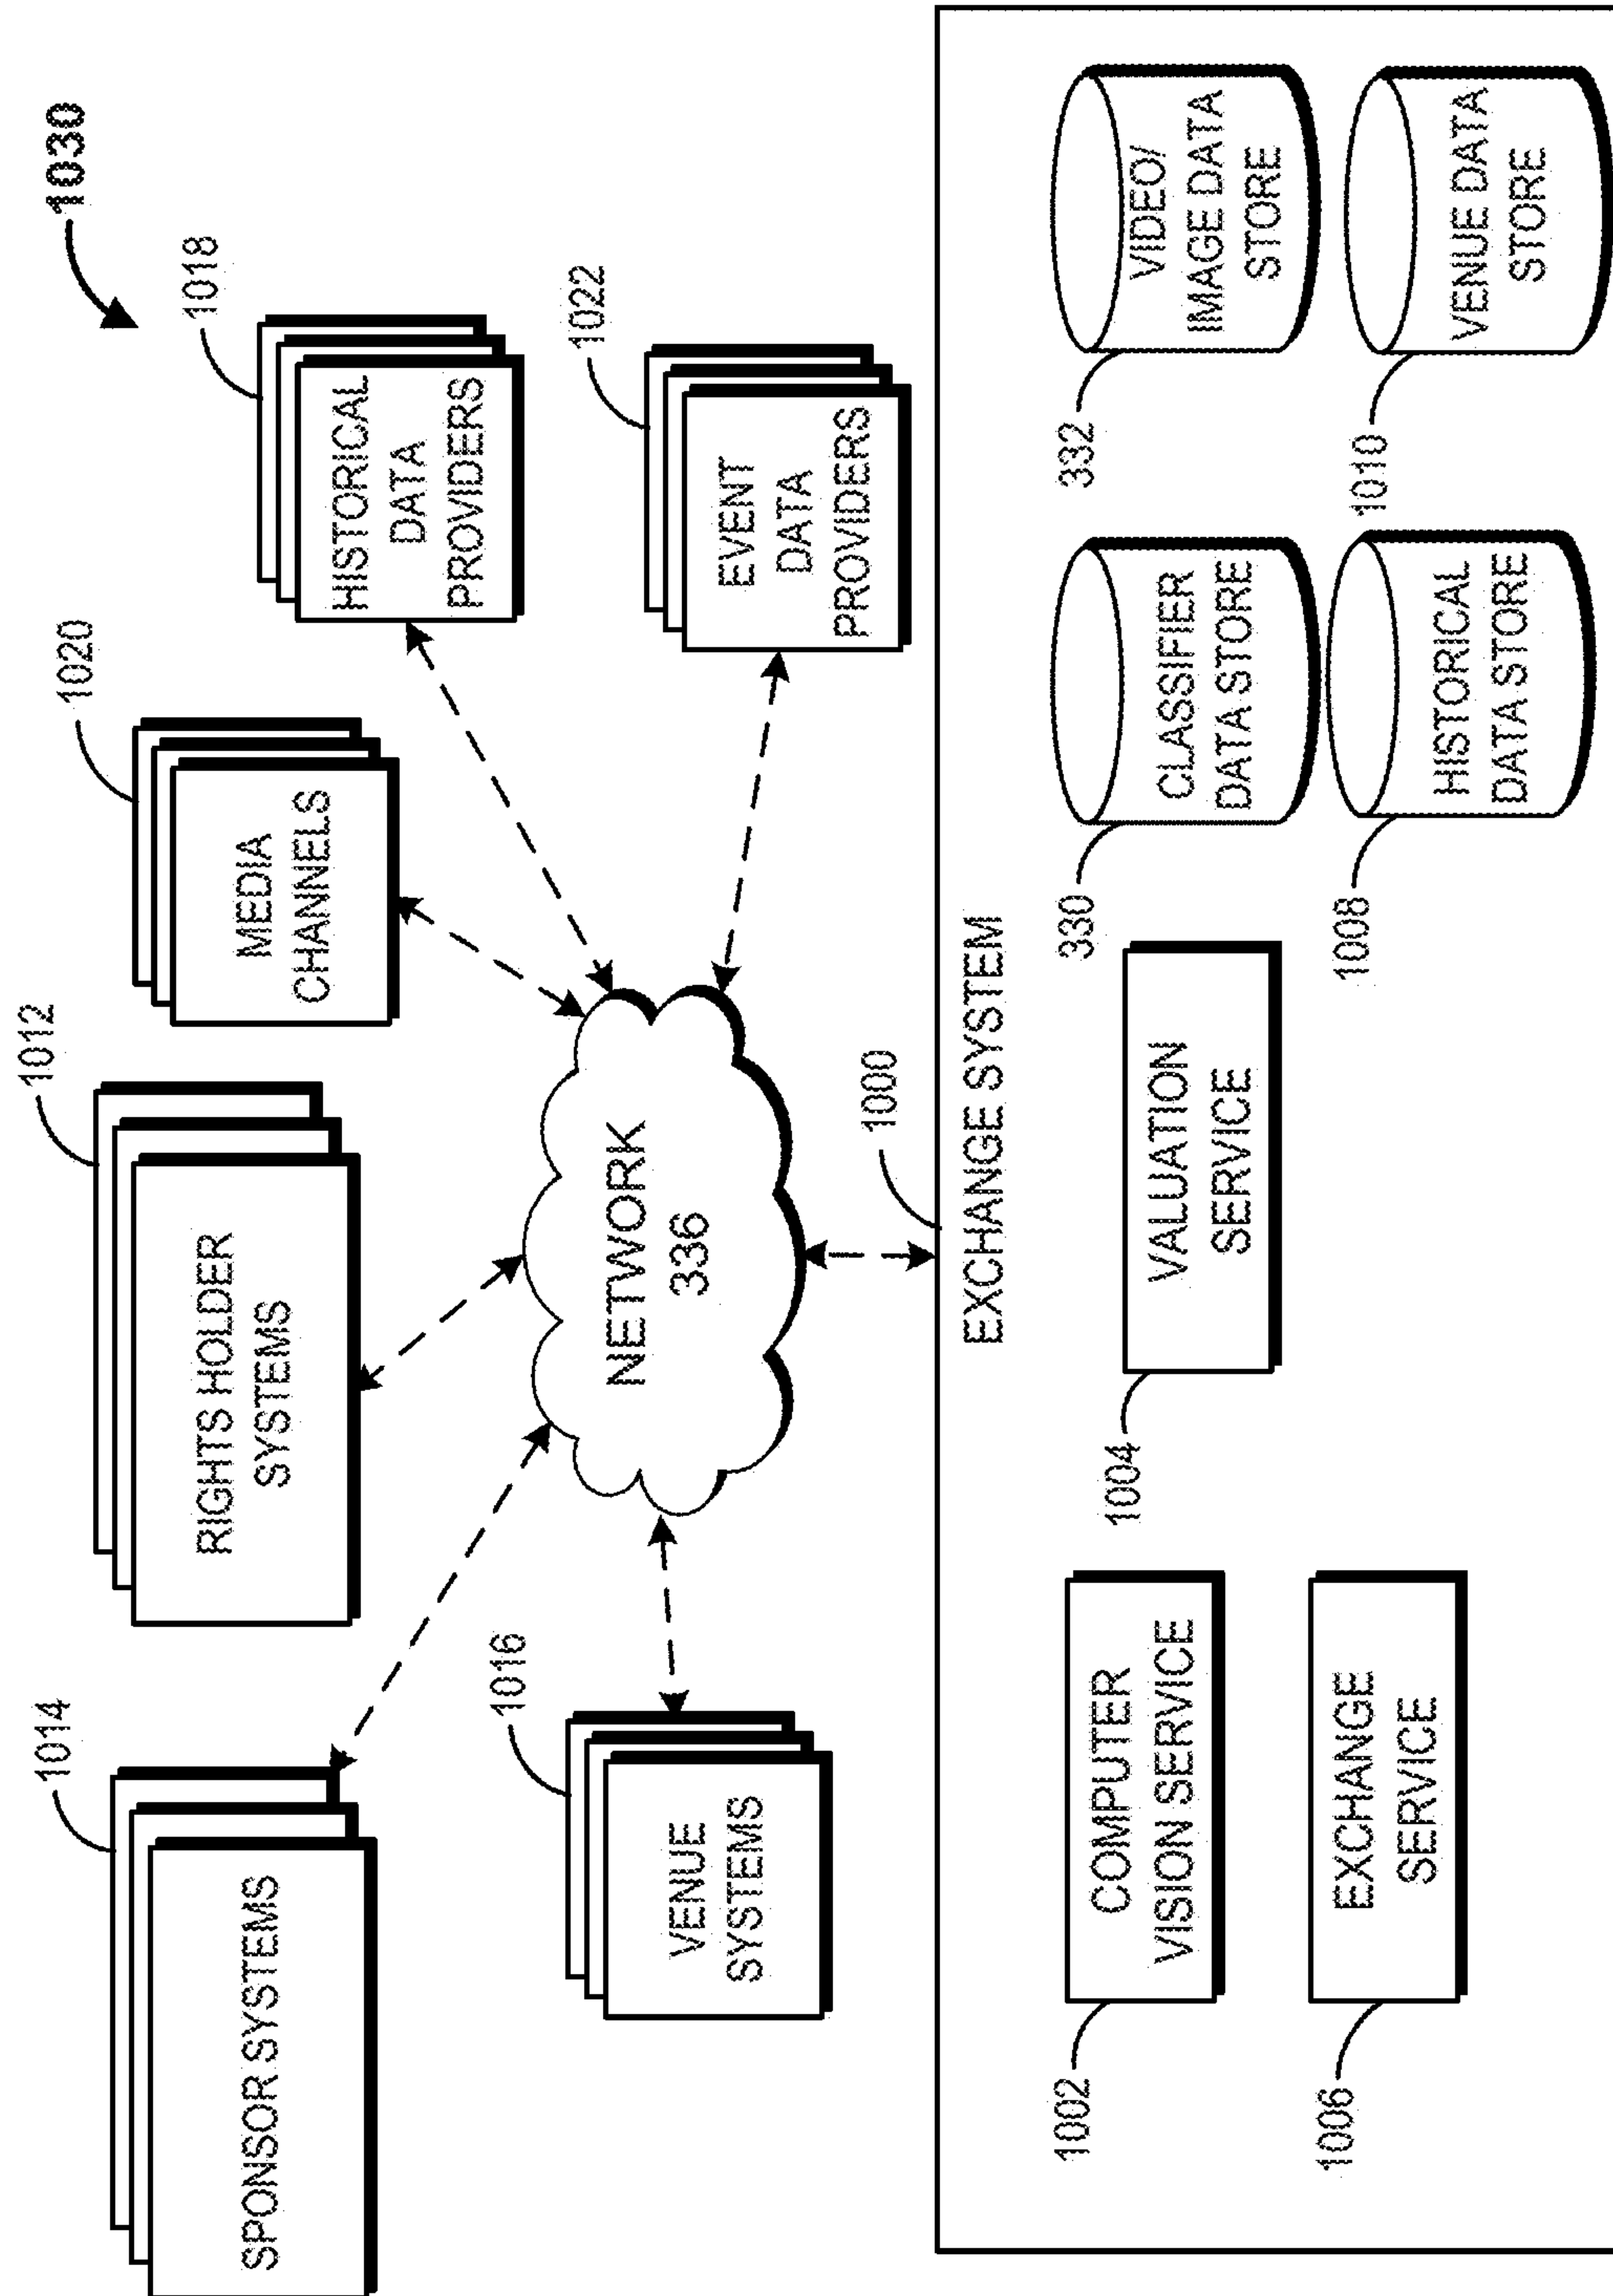 1030
1014
SPONSOR SYSTEMS
1012
RIGHTS HOLDER
SYSTEMS
1020
MEDIA
CHANNELS
1018
HISTORICAL
DATA
PROVIDERS
1016
VENUE
SYSTEMS
NETWORK
336
1022
EVENT
DATA
PROVIDERS
1000
EXCHANGE SYSTEM
1002
COMPUTER
VISION SERVICE
1004
VALUATION
SERVICE
330
CLASSIFIER
DATA STORE
332
VIDEO/
IMAGE DATA
STORE
1006
EXCHANGE
SERVICE
1008
HISTORICAL
DATA STORE
1010
VENUE DATA
STORE